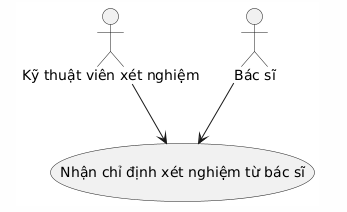 Kỹ thuật viên xét nghiệm
Bác sĩ
Nhận chỉ định xét nghiệm từ bác sĩ